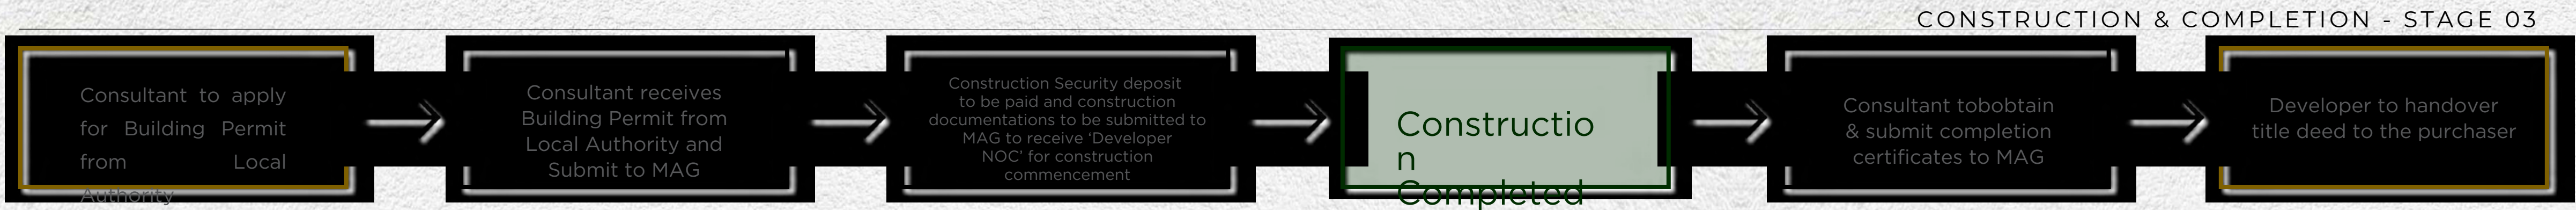 CONSTRUCTION & COMPLETION - STAGE 03
Consultant to apply
for Building Permit
from Local
Authority
Consultant receives
Building Permit from
Local Authority and
Submit to MAG
Construction Security deposit
to be paid and construction
documentations to be submitted to
MAG to receive ‘Developer
NOC’ for construction
commencement
Constructio
n
Completed
Consultant tobobtain
& submit completion
certificates to MAG
Developer to handover
title deed to the purchaser